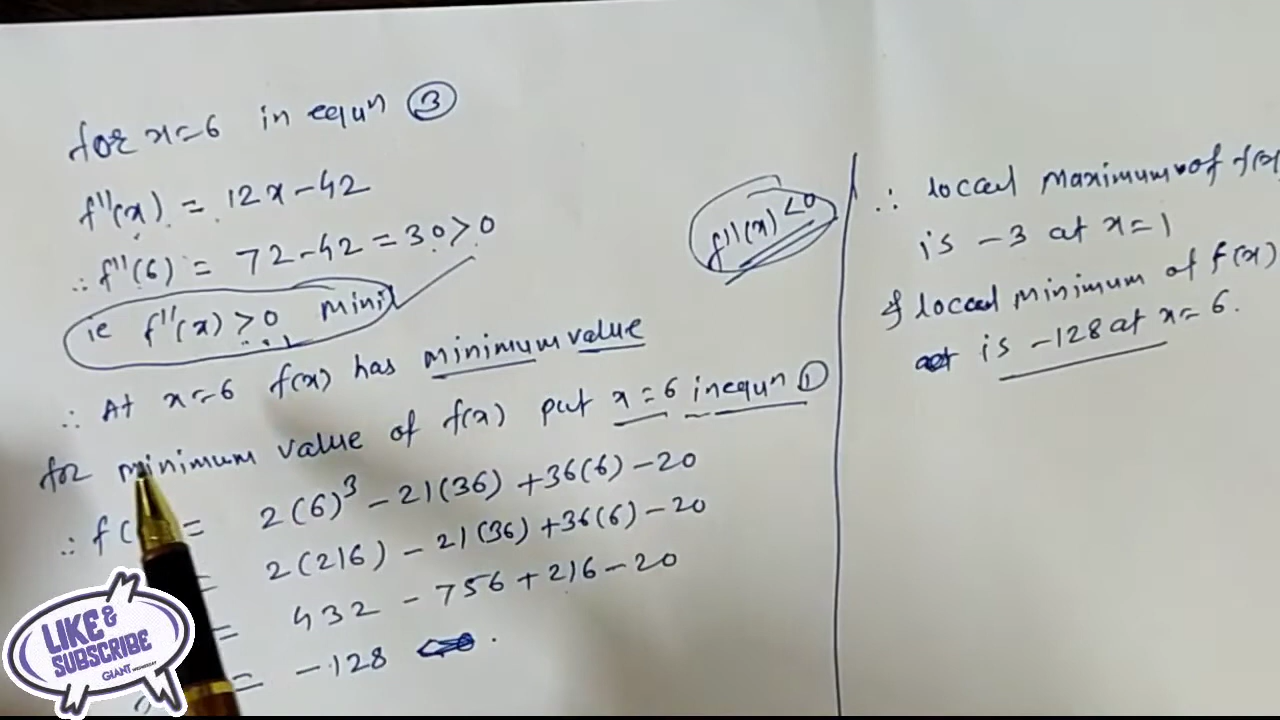 for x=6 in equn ③
f''(x) = 12x-42
∴ f''(6) = 72-42 = 30>0
ie f''(x) > 0 mini
∴ At x=6 f(x) has minimum value
for minimum value of f(x) put x=6 in equn ①
∴ f( = 2(6)³ - 21(36) + 36(6) - 20
= 2(216) - 21(36) + 36(6) - 20
= 432 - 756 + 216 - 20
= -128
f''(x) <0
∴ local maximum of f(x
is -3 at x=1
& local minimum of f(x)
is -128 at x=6.
LIKE &
SUBSCRIBE
GIANT WEDNESDAY